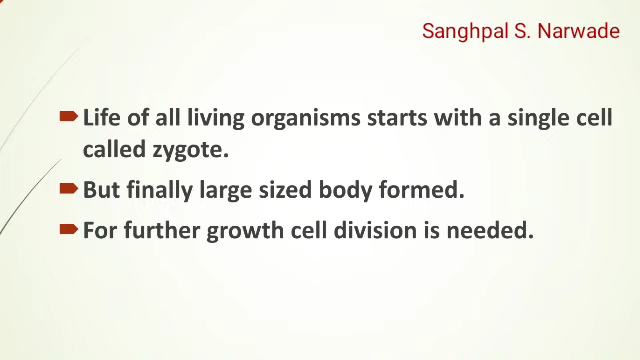 Sanghpal S. Narwade
Life of all living organisms starts with a single cell
called zygote.
But finally large sized body formed.
For further growth cell division is needed.